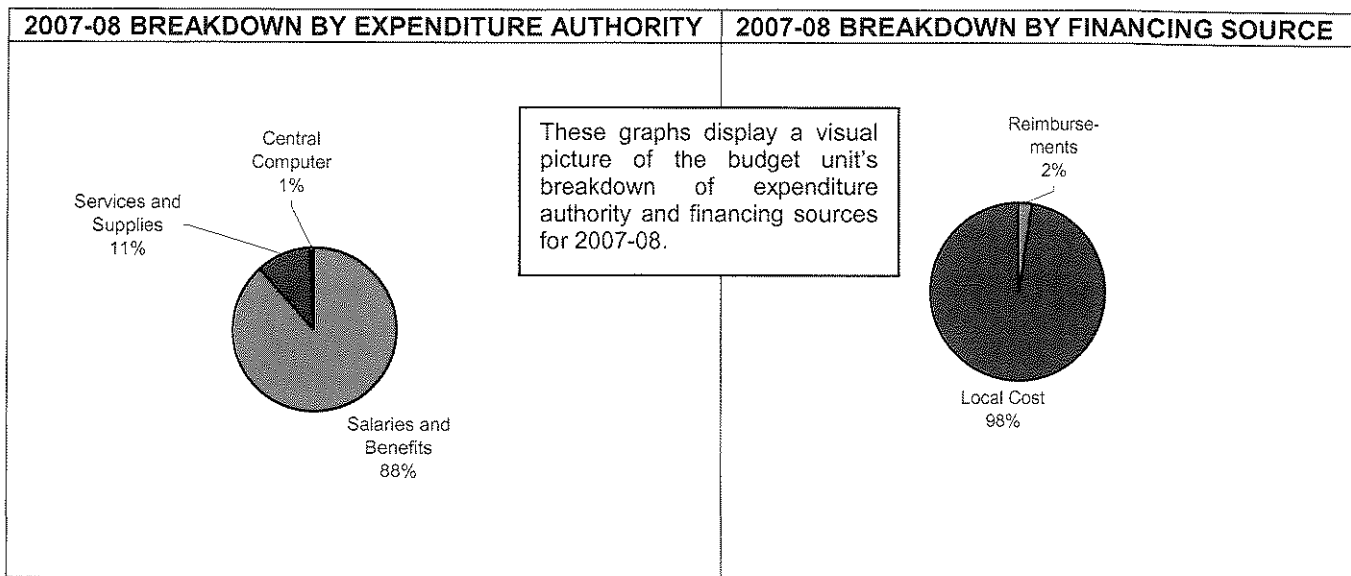 2007-08 BREAKDOWN BY EXPENDITURE AUTHORITY
2007-08 BREAKDOWN BY FINANCING SOURCE
Central
Computer
1%
Services and
Supplies
11%
Salaries and
Benefits
88%
These graphs display a visual
picture of the budget unit's
breakdown of expenditure
authority and financing sources
for 2007-08.
Reimburse-
ments
2%
Local Cost
98%